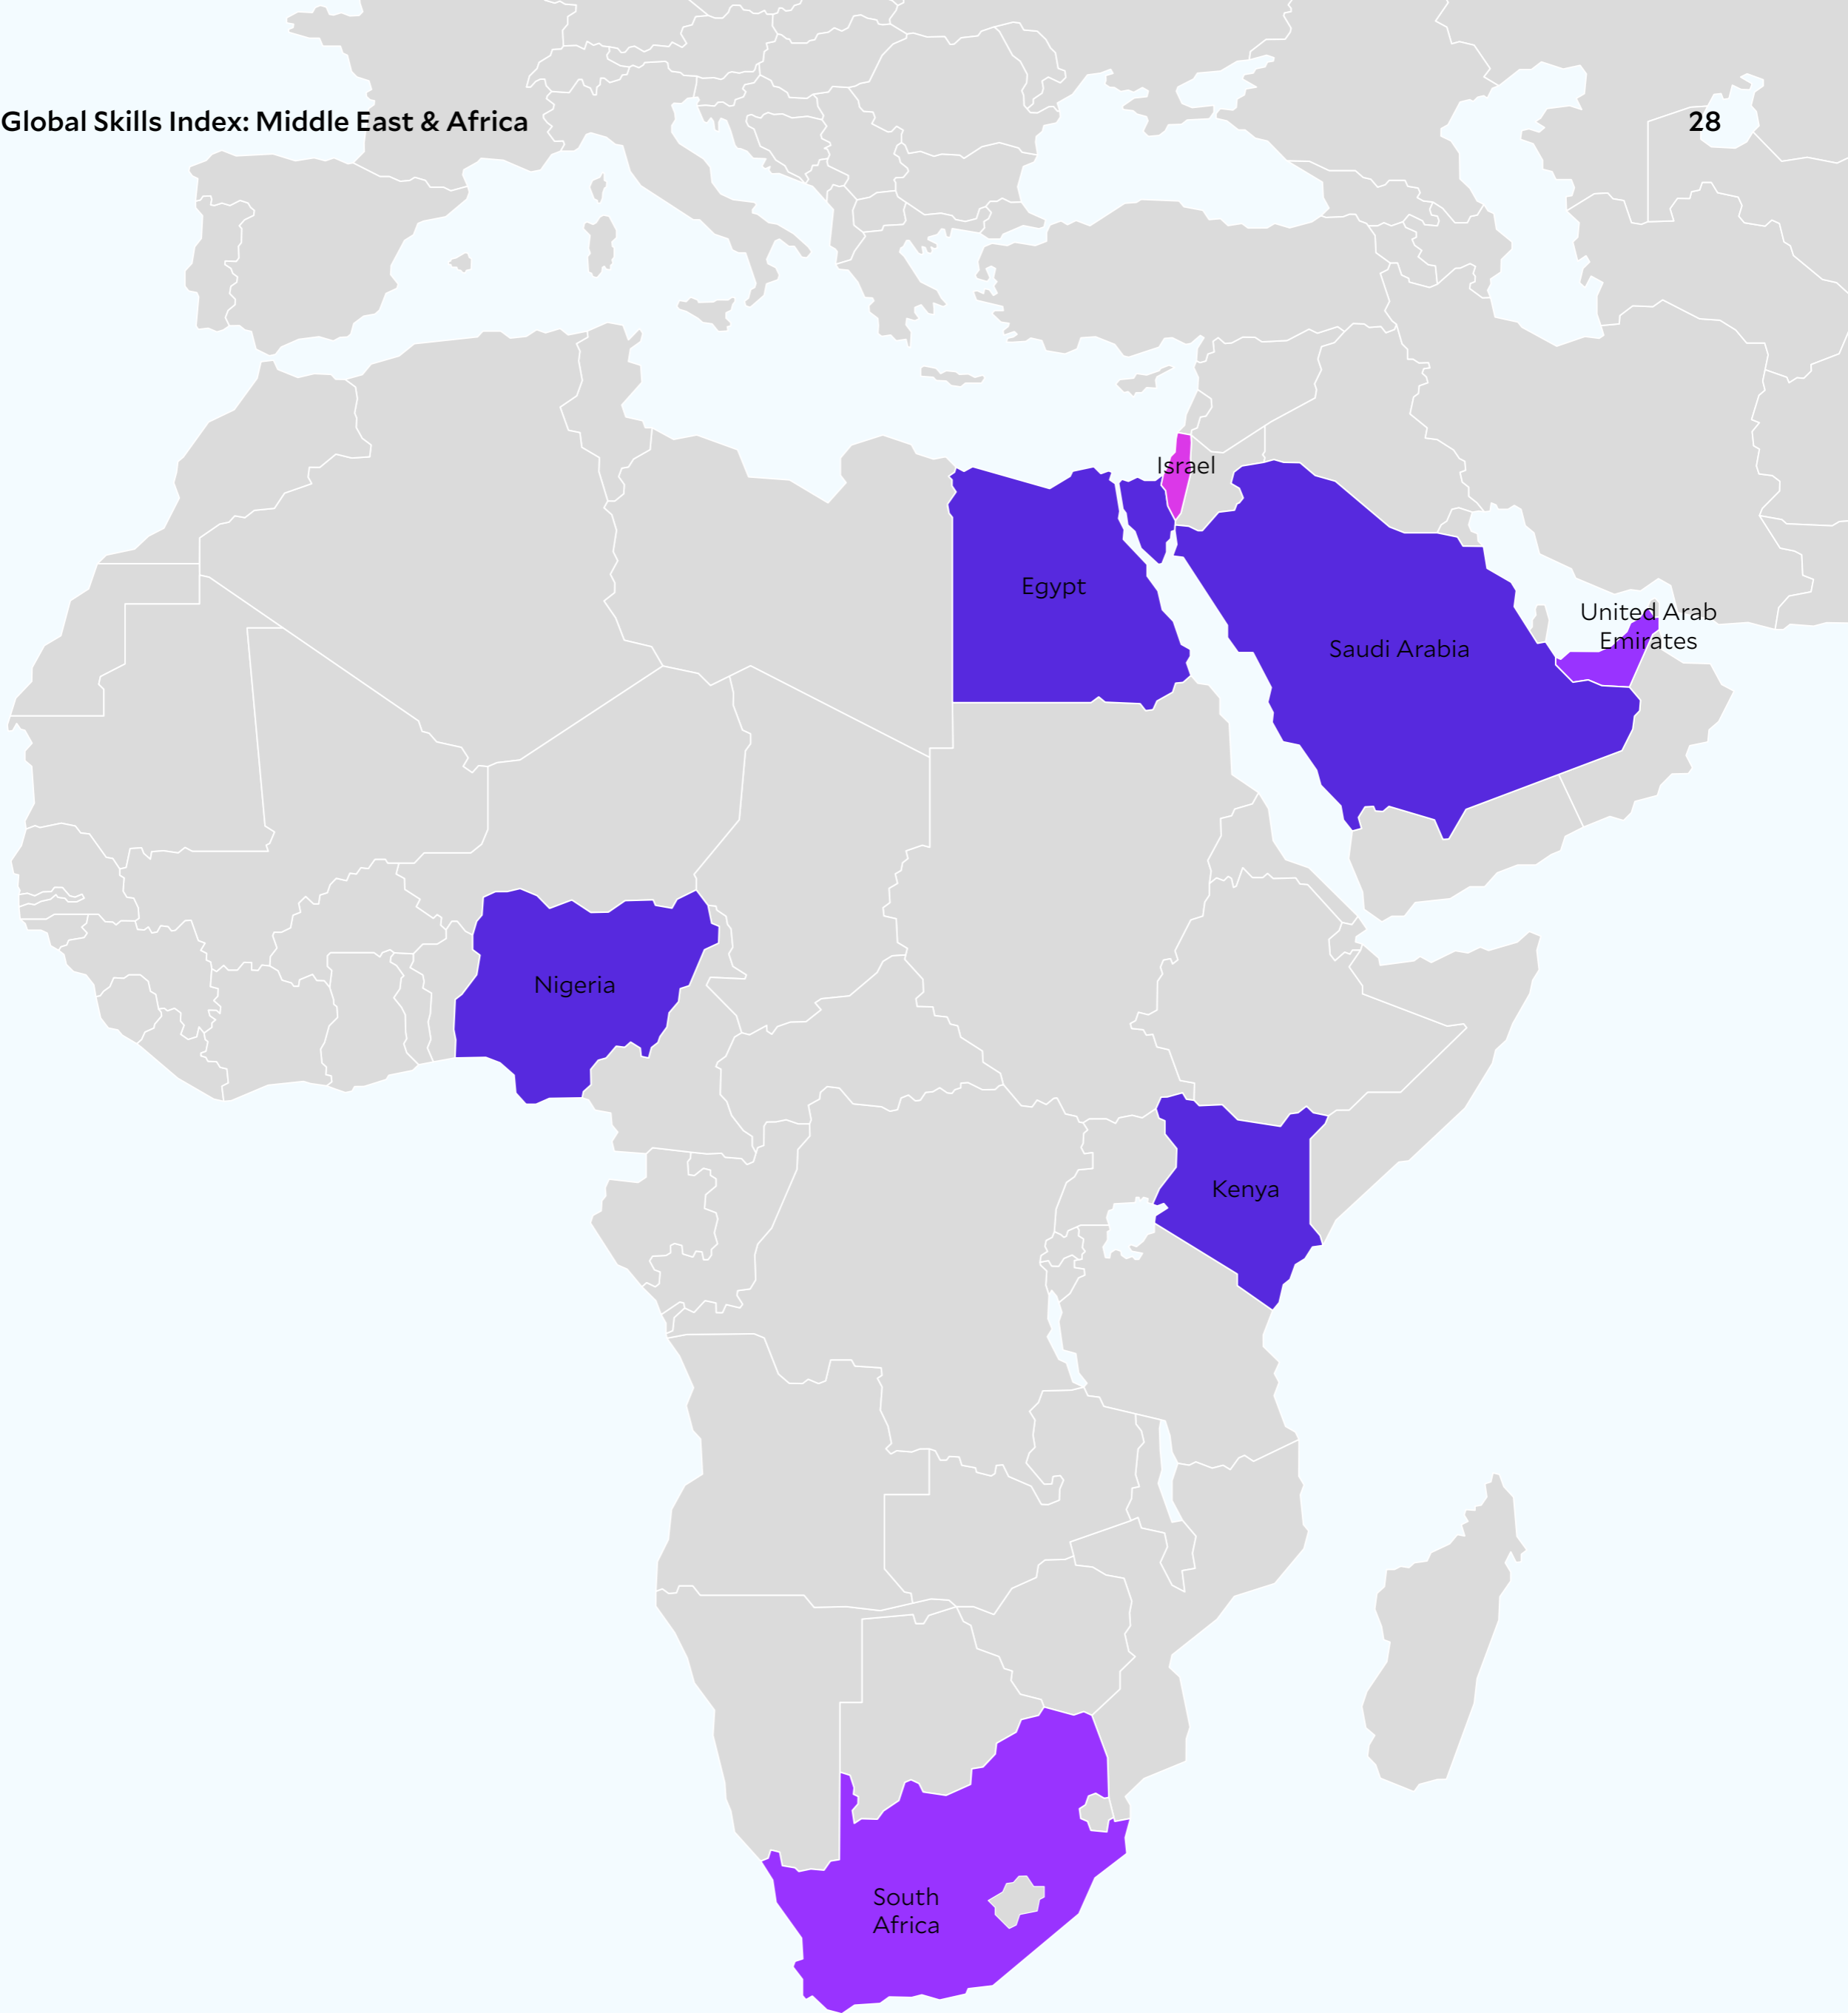 Global Skills Index: Middle East & Africa
28
Israel
Egypt
United Arab
Emirates
Saudi Arabia
Nigeria
Kenya
South
Africa